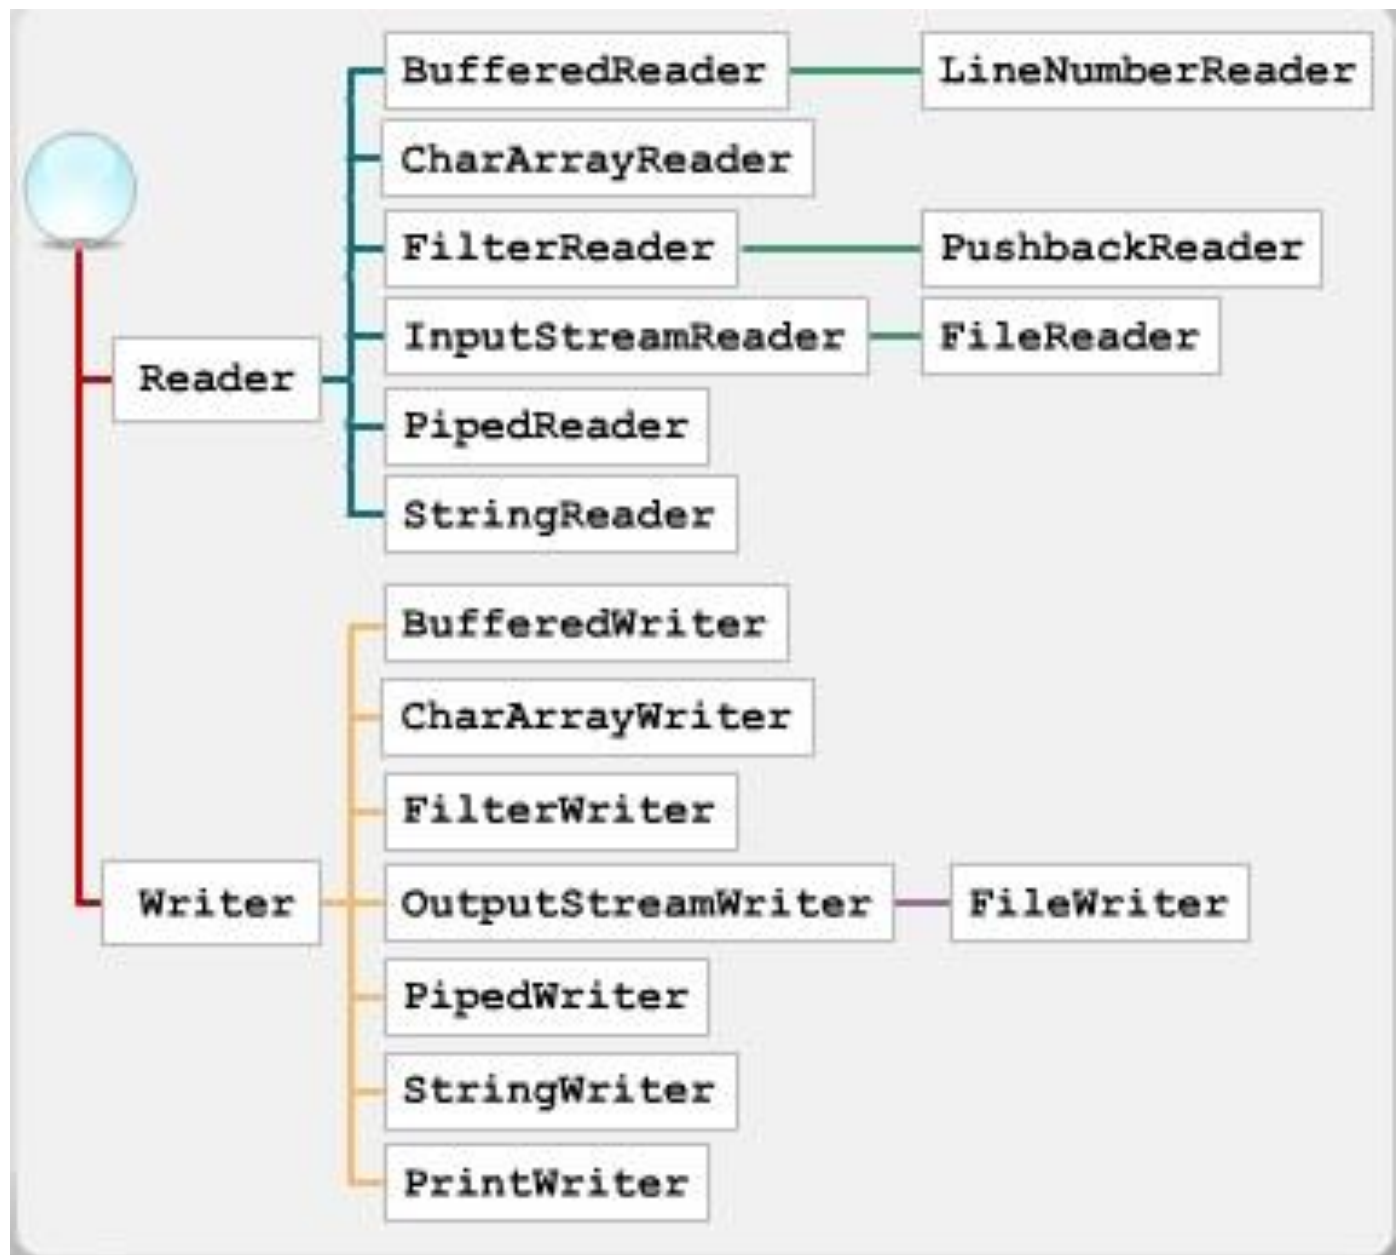 BufferedReader
LineNumberReader
CharArrayReader
FilterReader
PushbackReader
InputStreamReader
FileReader
Reader
PipedReader
StringReader
BufferedWriter
CharArrayWriter
FilterWriter
Writer
OutputStreamWriter
FileWriter
PipedWriter
StringWriter
PrintWriter